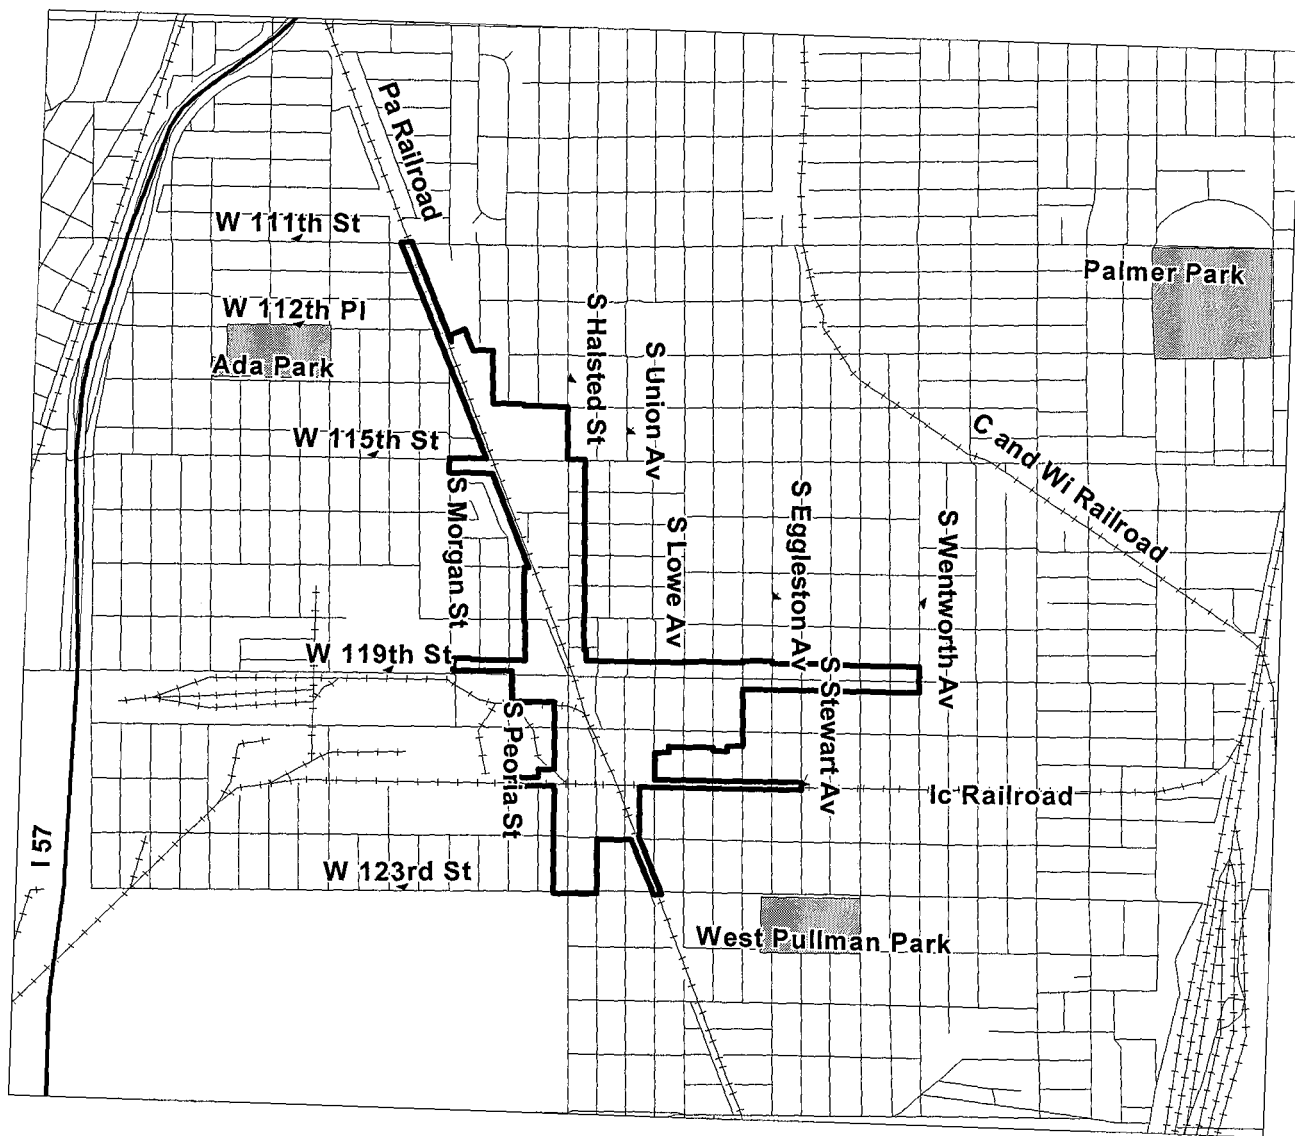 Pa Railroad
W 111th St
Palmer Park
W 112th Pl
Ada Park
S Halsted St
S Union Av
W 115th St
C and Wi Railroad
S Morgan St
S Lowe Av
S Eggleston Av
S Wentworth Av
W 119th St
S Stewart Av
S Peoria St
Ic Railroad
I 57
W 123rd St
West Pullman Park